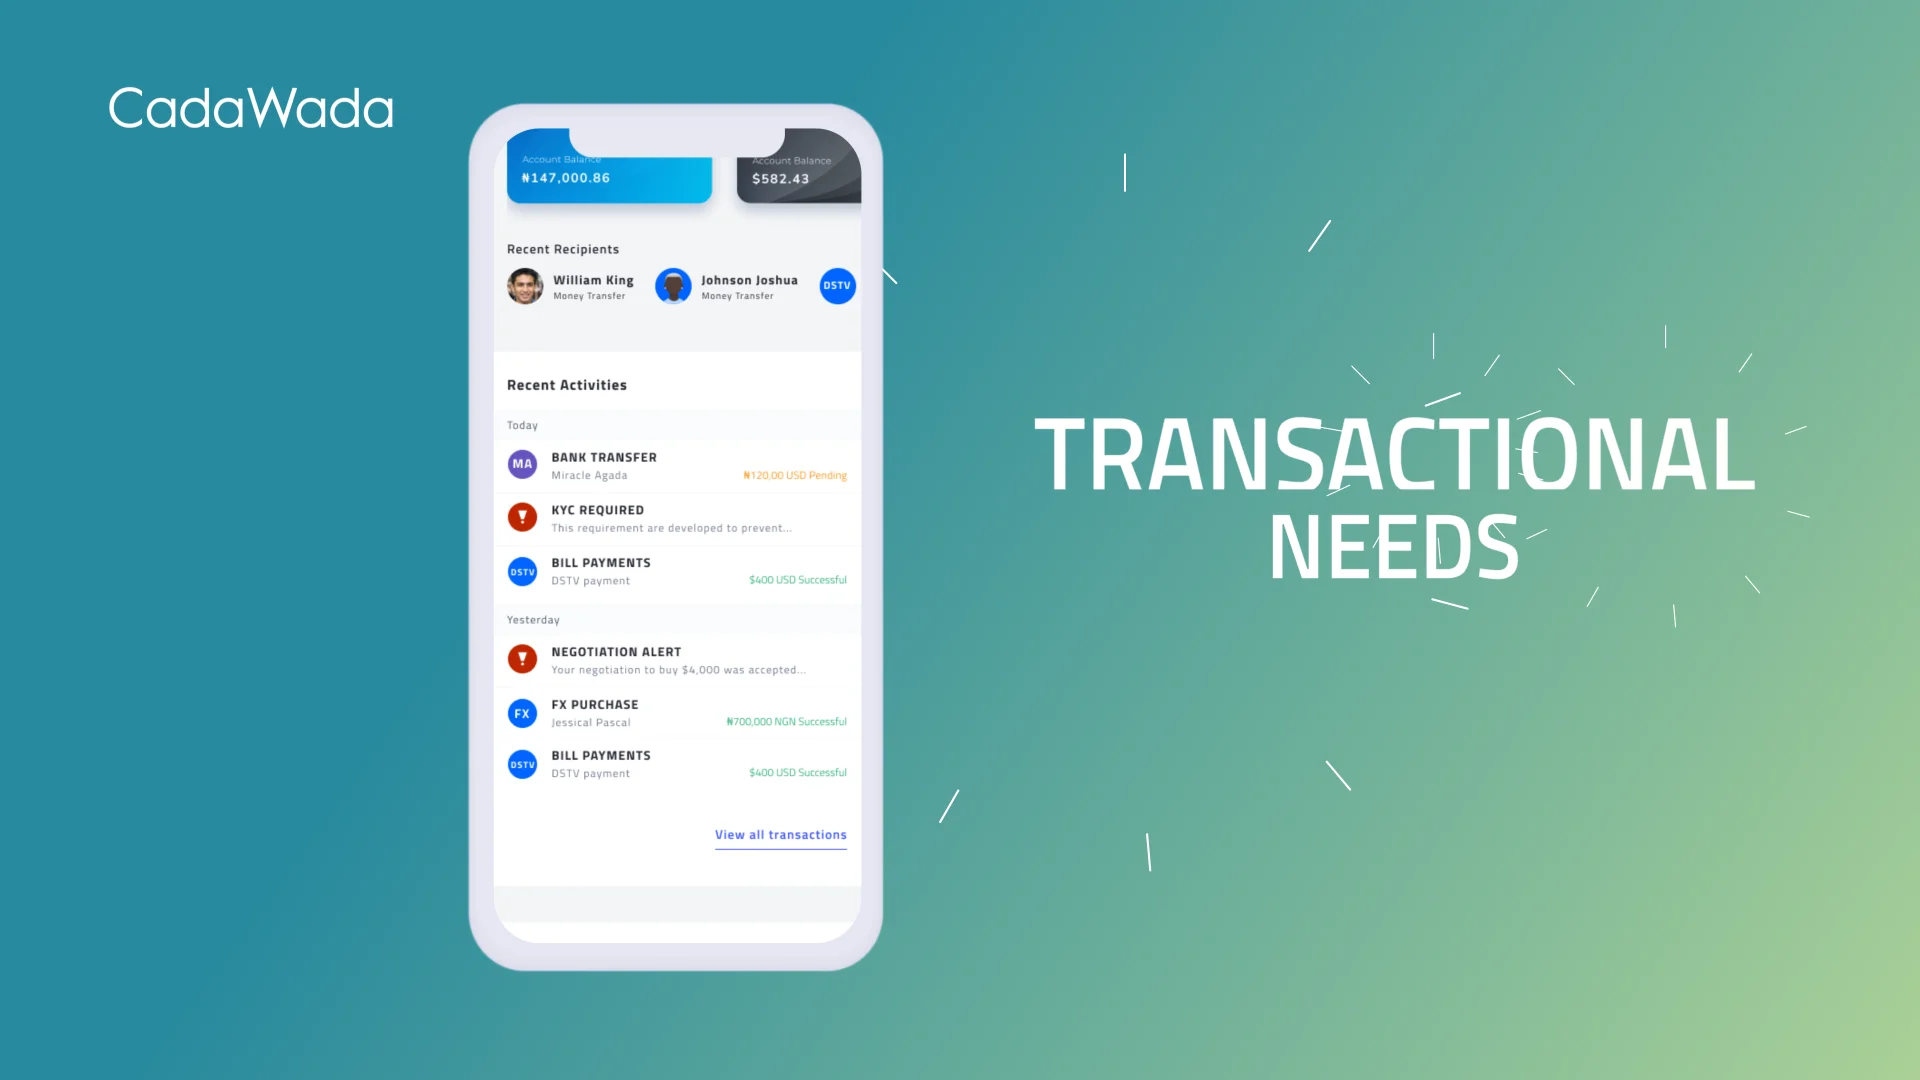 CadaWada
Account Balance
₦147,000.86
Account Balance
$582.43
Recent Recipients
William King
Money Transfer
Johnson Joshua
Money Transfer
DSTV
Recent Activities
Today
MA
BANK TRANSFER
Miracle Agada
₦120,00 USD Pending
KYC REQUIRED
This requirement are developed to prevent...
DSTV
BILL PAYMENTS
DSTV payment
$400 USD Successful
Yesterday
NEGOTIATION ALERT
Your negotiation to buy $4,000 was accepted...
FX
FX PURCHASE
Jessical Pascal
₦700,000 NGN Successful
DSTV
BILL PAYMENTS
DSTV payment
$400 USD Successful
View all transactions
TRANSACTIONAL
NEEDS